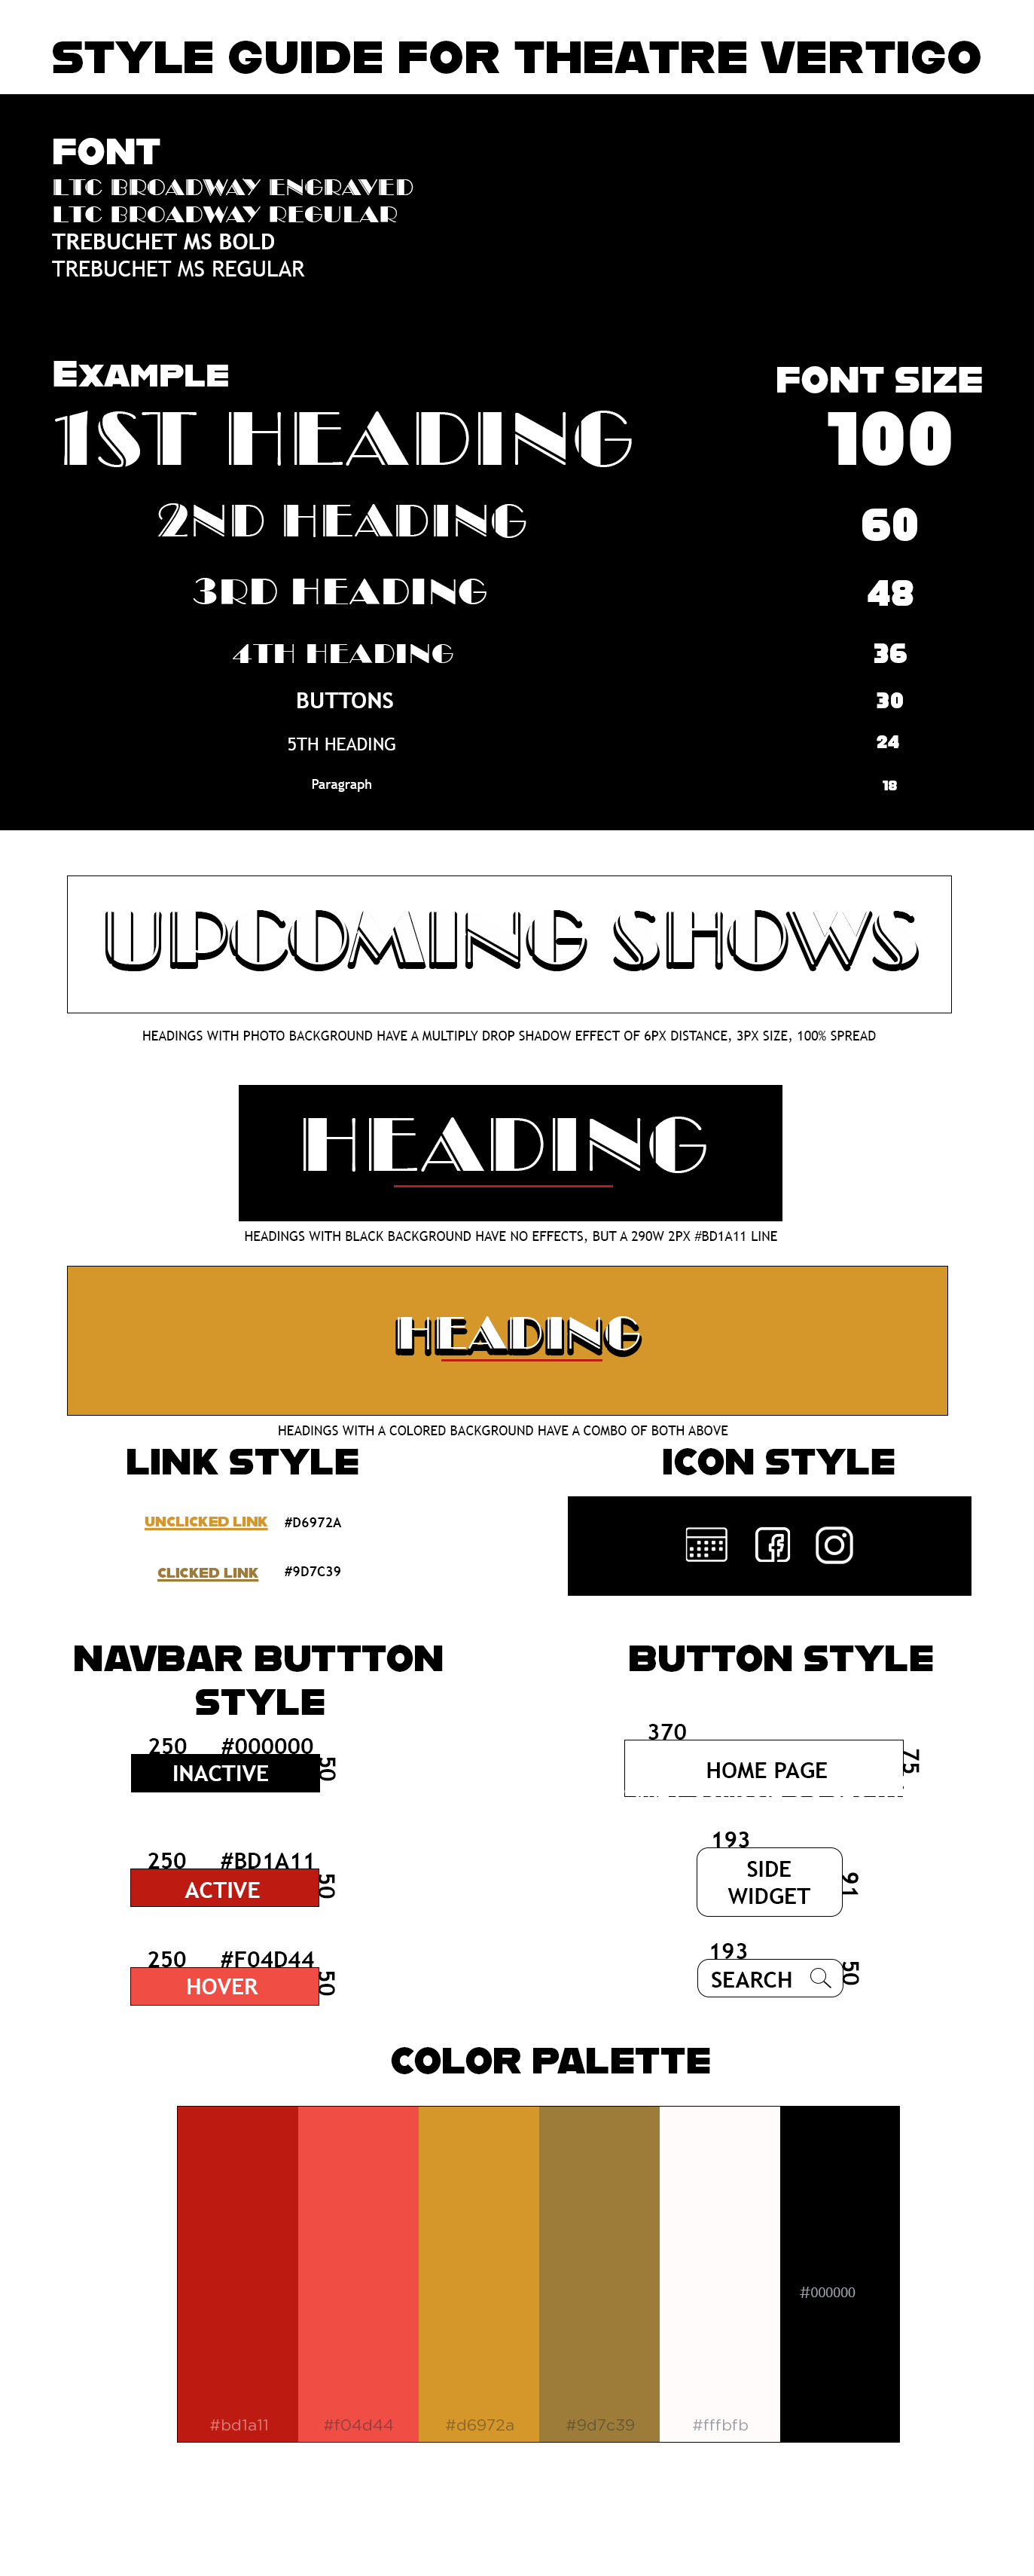 STYLE GUIDE FOR THEATRE VERTIGO
FONT
LTC BROADWAY ENGRAVED
LTC BROADWAY REGULAR
TREBUCHET MS BOLD
TREBUCHET MS REGULAR
EXAMPLE
FONT SIZE
1ST HEADING
100
2ND HEADING
60
3RD HEADING
48
4TH HEADING
36
BUTTONS
30
5TH HEADING
24
Paragraph
18
UPCOMING SHOWS
HEADINGS WITH PHOTO BACKGROUND HAVE A MULTIPLY DROP SHADOW EFFECT OF 6PX DISTANCE, 3PX SIZE, 100% SPREAD
HEADING
HEADINGS WITH BLACK BACKGROUND HAVE NO EFFECTS, BUT A 290W 2PX #BD1A11 LINE
HEADING
HEADINGS WITH A COLORED BACKGROUND HAVE A COMBO OF BOTH ABOVE
LINK STYLE
UNCLICKED LINK #D6972A
CLICKED LINK #9D7C39
ICON STYLE
NAVBAR BUTTTON
STYLE
250 #000000
INACTIVE
50
250 #BD1A11
ACTIVE
50
250 #F04D44
HOVER
50
BUTTON STYLE
370
HOME PAGE
75
193
SIDE
WIDGET
91
193
SEARCH
50
COLOR PALETTE
#000000
#bd1a11
#f04d44
#d6972a
#9d7c39
#fffbfb